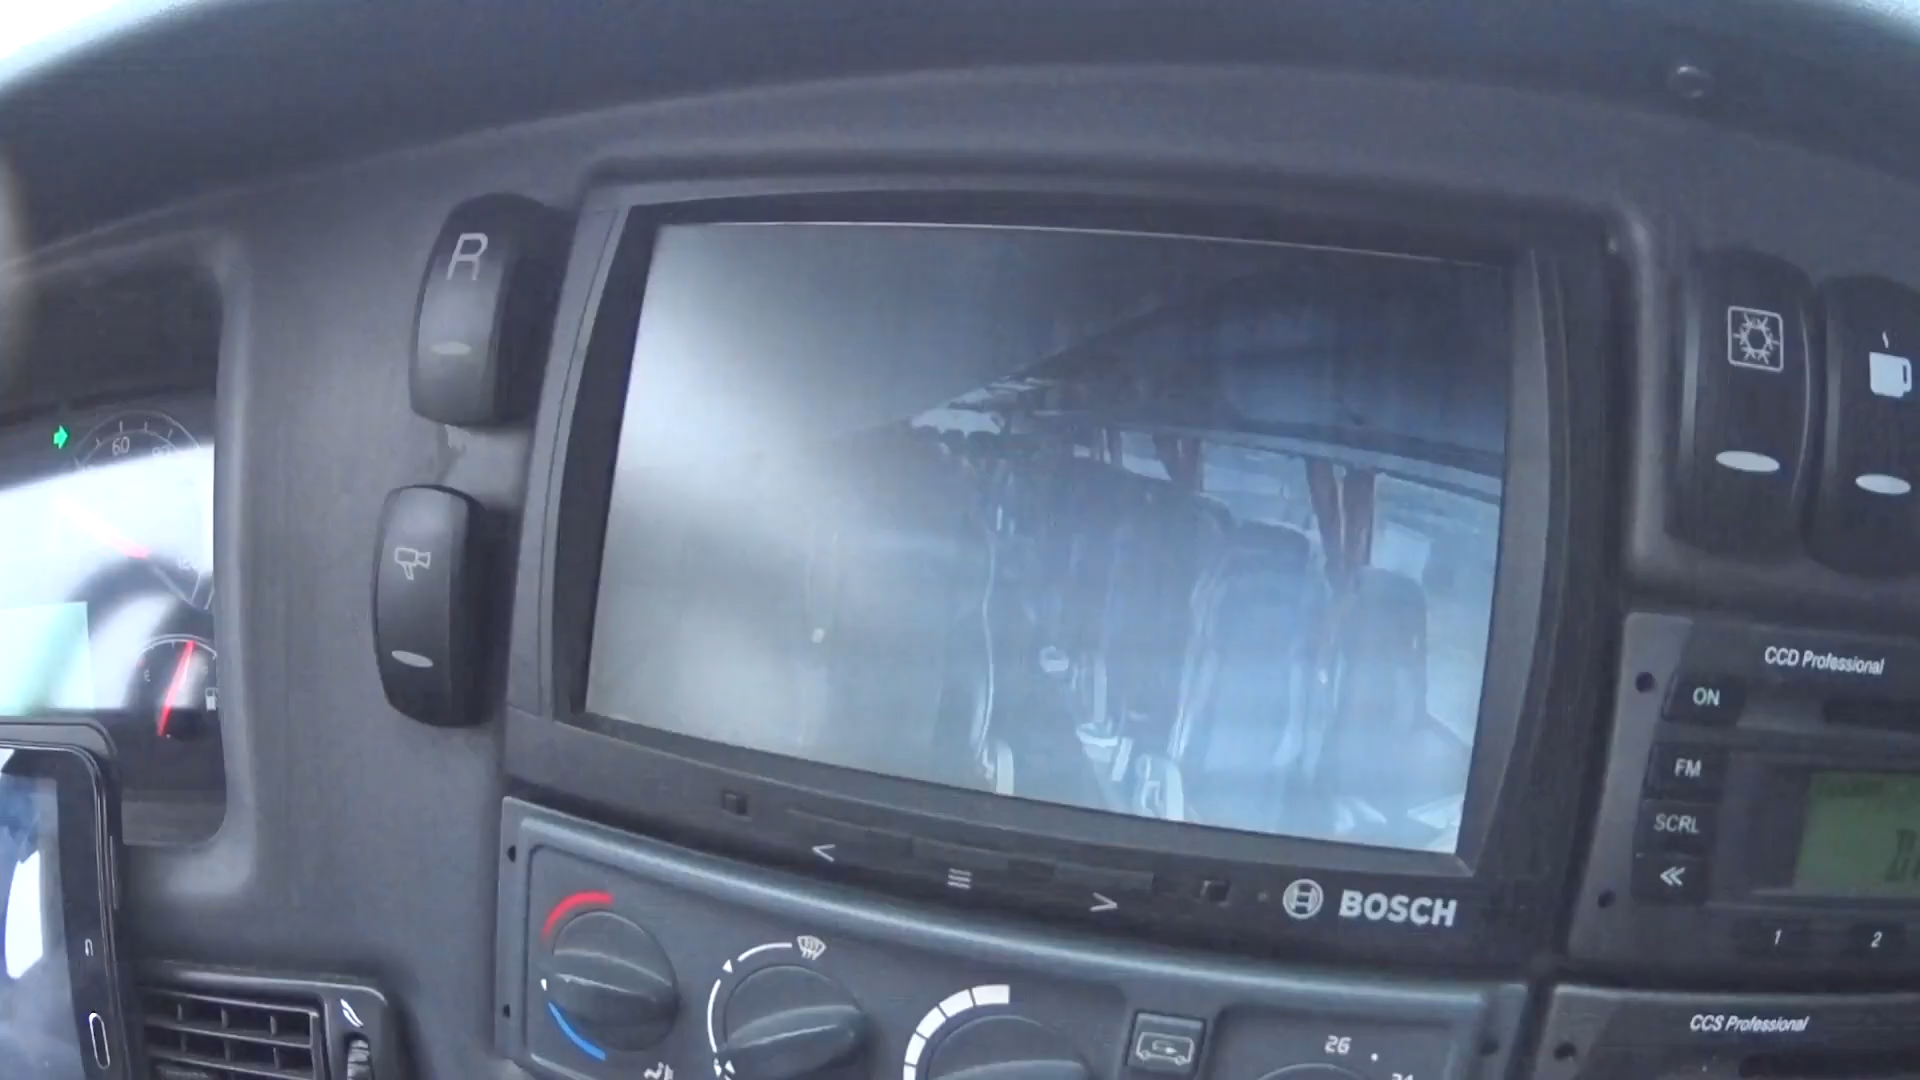 R
60
CCD Professional
ON
FM
SCRL
BOSCH
1 2
CCS Professional
26